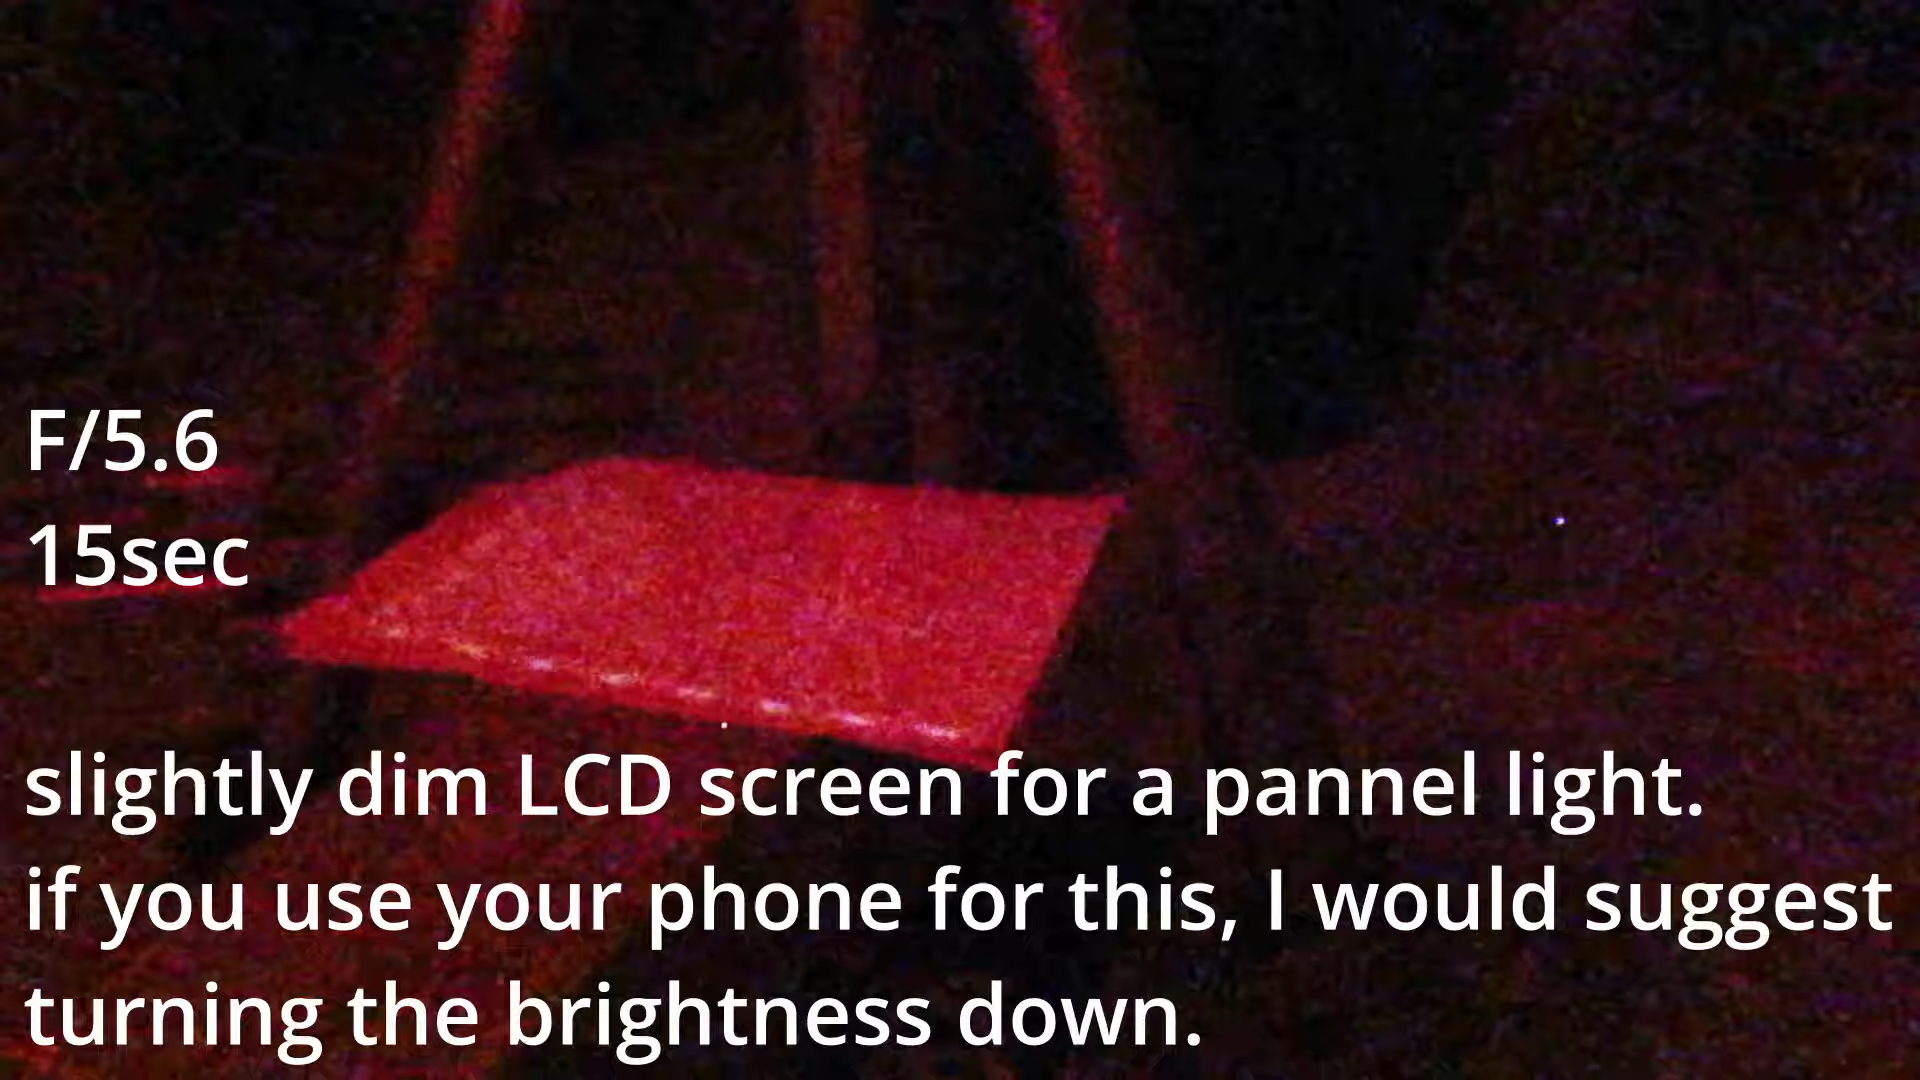 F/5.6
15sec
slightly dim LCD screen for a pannel light.
if you use your phone for this, I would suggest
turning the brightness down.